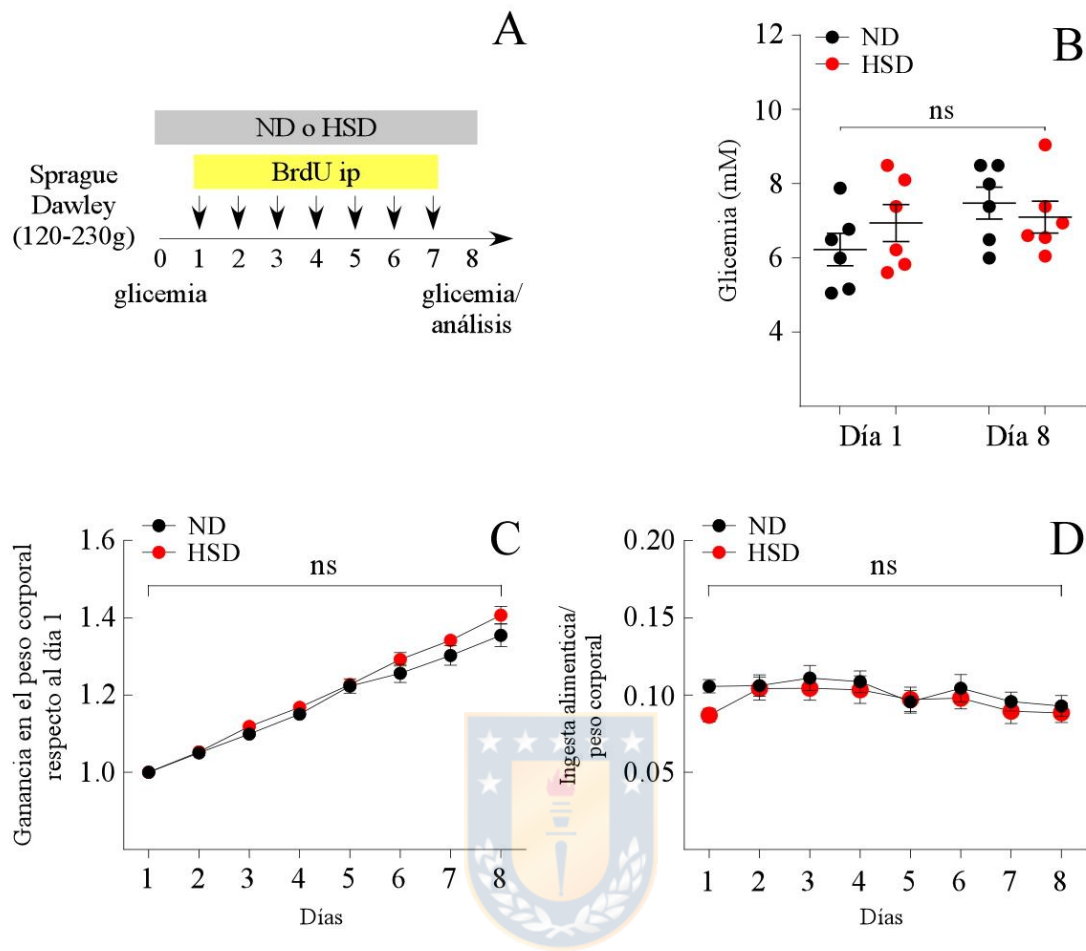 A
ND o HSD
BrdU ip
Sprague
Dawley
(120-230g)
0 1 2 3 4 5 6 7 8
glicemia
glicemia/
análisis
B
ND
HSD
ns
Glicemia (mM)
12
10
8
6
4
Día 1
Día 8
C
ND
HSD
ns
Ganancia en el peso corporal
respecto al día 1
1.6
1.4
1.2
1.0
1 2 3 4 5 6 7 8
Días
D
ND
HSD
ns
Ingesta alimenticia/
peso corporal
0.20
0.15
0.10
0.05
1 2 3 4 5 6 7 8
Días